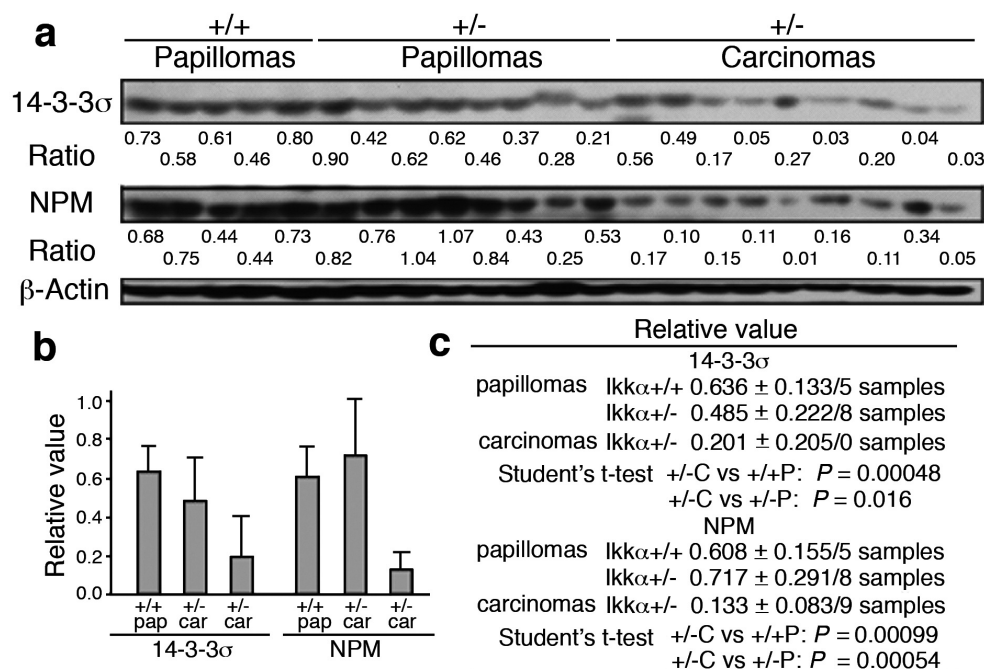 a
+/+ +/- +/-
Papillomas Papillomas Carcinomas
14-3-3σ
0.73 0.61 0.80 0.42 0.62 0.37 0.21 0.49 0.05 0.03 0.04
Ratio 0.58 0.46 0.90 0.62 0.46 0.28 0.56 0.17 0.27 0.20 0.03
NPM
0.68 0.44 0.73 0.76 1.07 0.43 0.53 0.10 0.11 0.16 0.34
Ratio 0.75 0.44 0.82 1.04 0.84 0.25 0.17 0.15 0.01 0.11 0.05
β-Actin
b
Relative value
1.0
0.8
0.6
0.4
0.2
0.0
+/+ +/- +/- +/+ +/- +/-
pap car car pap car car
14-3-3σ NPM
c
Relative value
14-3-3σ
papillomas Ikkα+/+ 0.636 ± 0.133/5 samples
Ikkα+/- 0.485 ± 0.222/8 samples
carcinomas Ikkα+/- 0.201 ± 0.205/0 samples
Student's t-test +/-C vs +/+P: P = 0.00048
+/-C vs +/-P: P = 0.016
NPM
papillomas Ikkα+/+ 0.608 ± 0.155/5 samples
Ikkα+/- 0.717 ± 0.291/8 samples
carcinomas Ikkα+/- 0.133 ± 0.083/9 samples
Student's t-test +/-C vs +/+P: P = 0.00099
+/-C vs +/-P: P = 0.00054